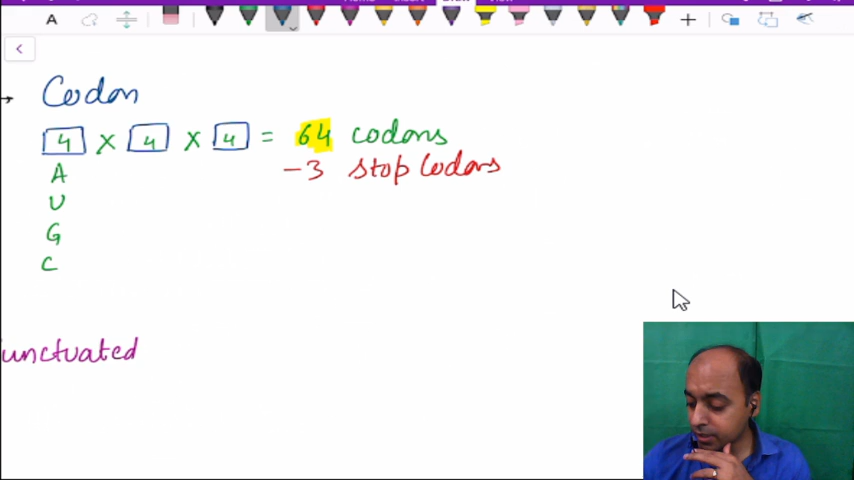 Codon
4 x 4 x 4 = 64 codons
A
-3 stop Codons
U
G
C
unctuated